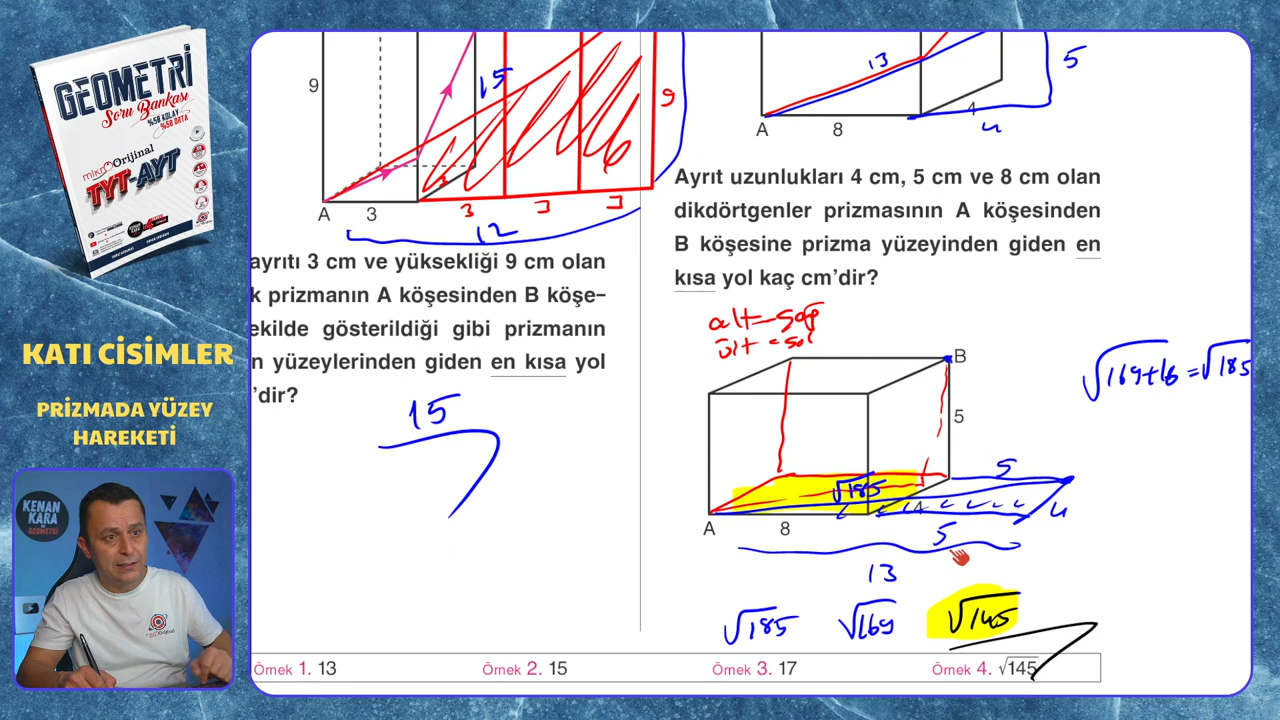 GEOMETRİ
Soru Bankası
%50 KOLAY
%50 ORTA
mikro Orijinal
TYT-AYT
KATI CİSİMLER
PRİZMADA YÜZEY
HAREKETİ
KENAN
KARA
GEOMETRİ
9
15
9
A 3
3 3 3
12
ayrıtı 3 cm ve yüksekliği 9 cm olan
k prizmanın A köşesinden B köşe-
ekilde gösterildiği gibi prizmanın
n yüzeylerinden giden en kısa yol
’dir?
15
13
5
4
A 8
4
Ayrıt uzunlukları 4 cm, 5 cm ve 8 cm olan
dikdörtgenler prizmasının A köşesinden
B köşesine prizma yüzeyinden giden en
kısa yol kaç cm’dir?
alt-sağ
üst-sol
B
√169+16 = √185
5
5
√185
4
A 8
5
13
√185 √169 √145
Örnek 1. 13 Örnek 2. 15 Örnek 3. 17 Örnek 4. √145